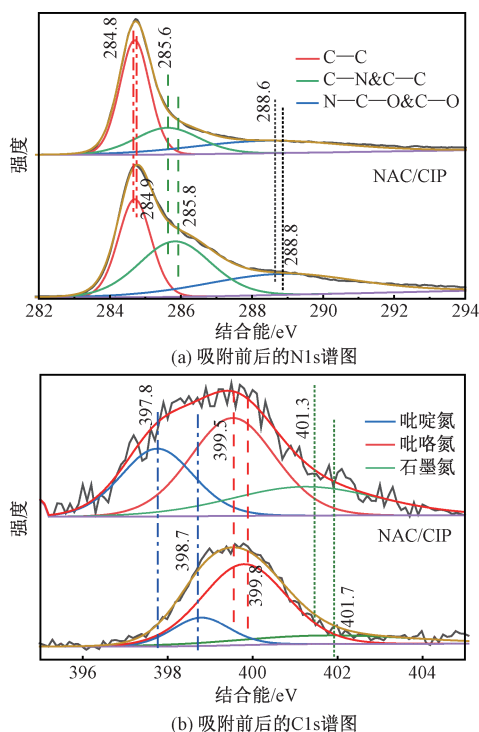 284.8
285.6
C—C
C—N&C—C
N—C—O&C—O
288.6
NAC/CIP
强度
284.9
285.8
288.8
282 284 286 288 290 292 294
结合能/eV
(a) 吸附前后的N1s谱图
397.8
399.5
401.3
吡啶氮
吡咯氮
石墨氮
NAC/CIP
强度
398.7
399.8
401.7
396 398 400 402 404
结合能/eV
(b) 吸附前后的C1s谱图